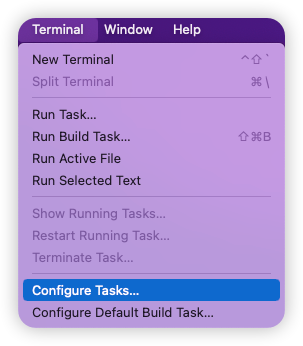 Terminal Window Help
New Terminal ⌃⇧`
Split Terminal ⌘\
Run Task...
Run Build Task... ⇧⌘B
Run Active File
Run Selected Text
Show Running Tasks...
Restart Running Task...
Terminate Task...
Configure Tasks...
Configure Default Build Task...